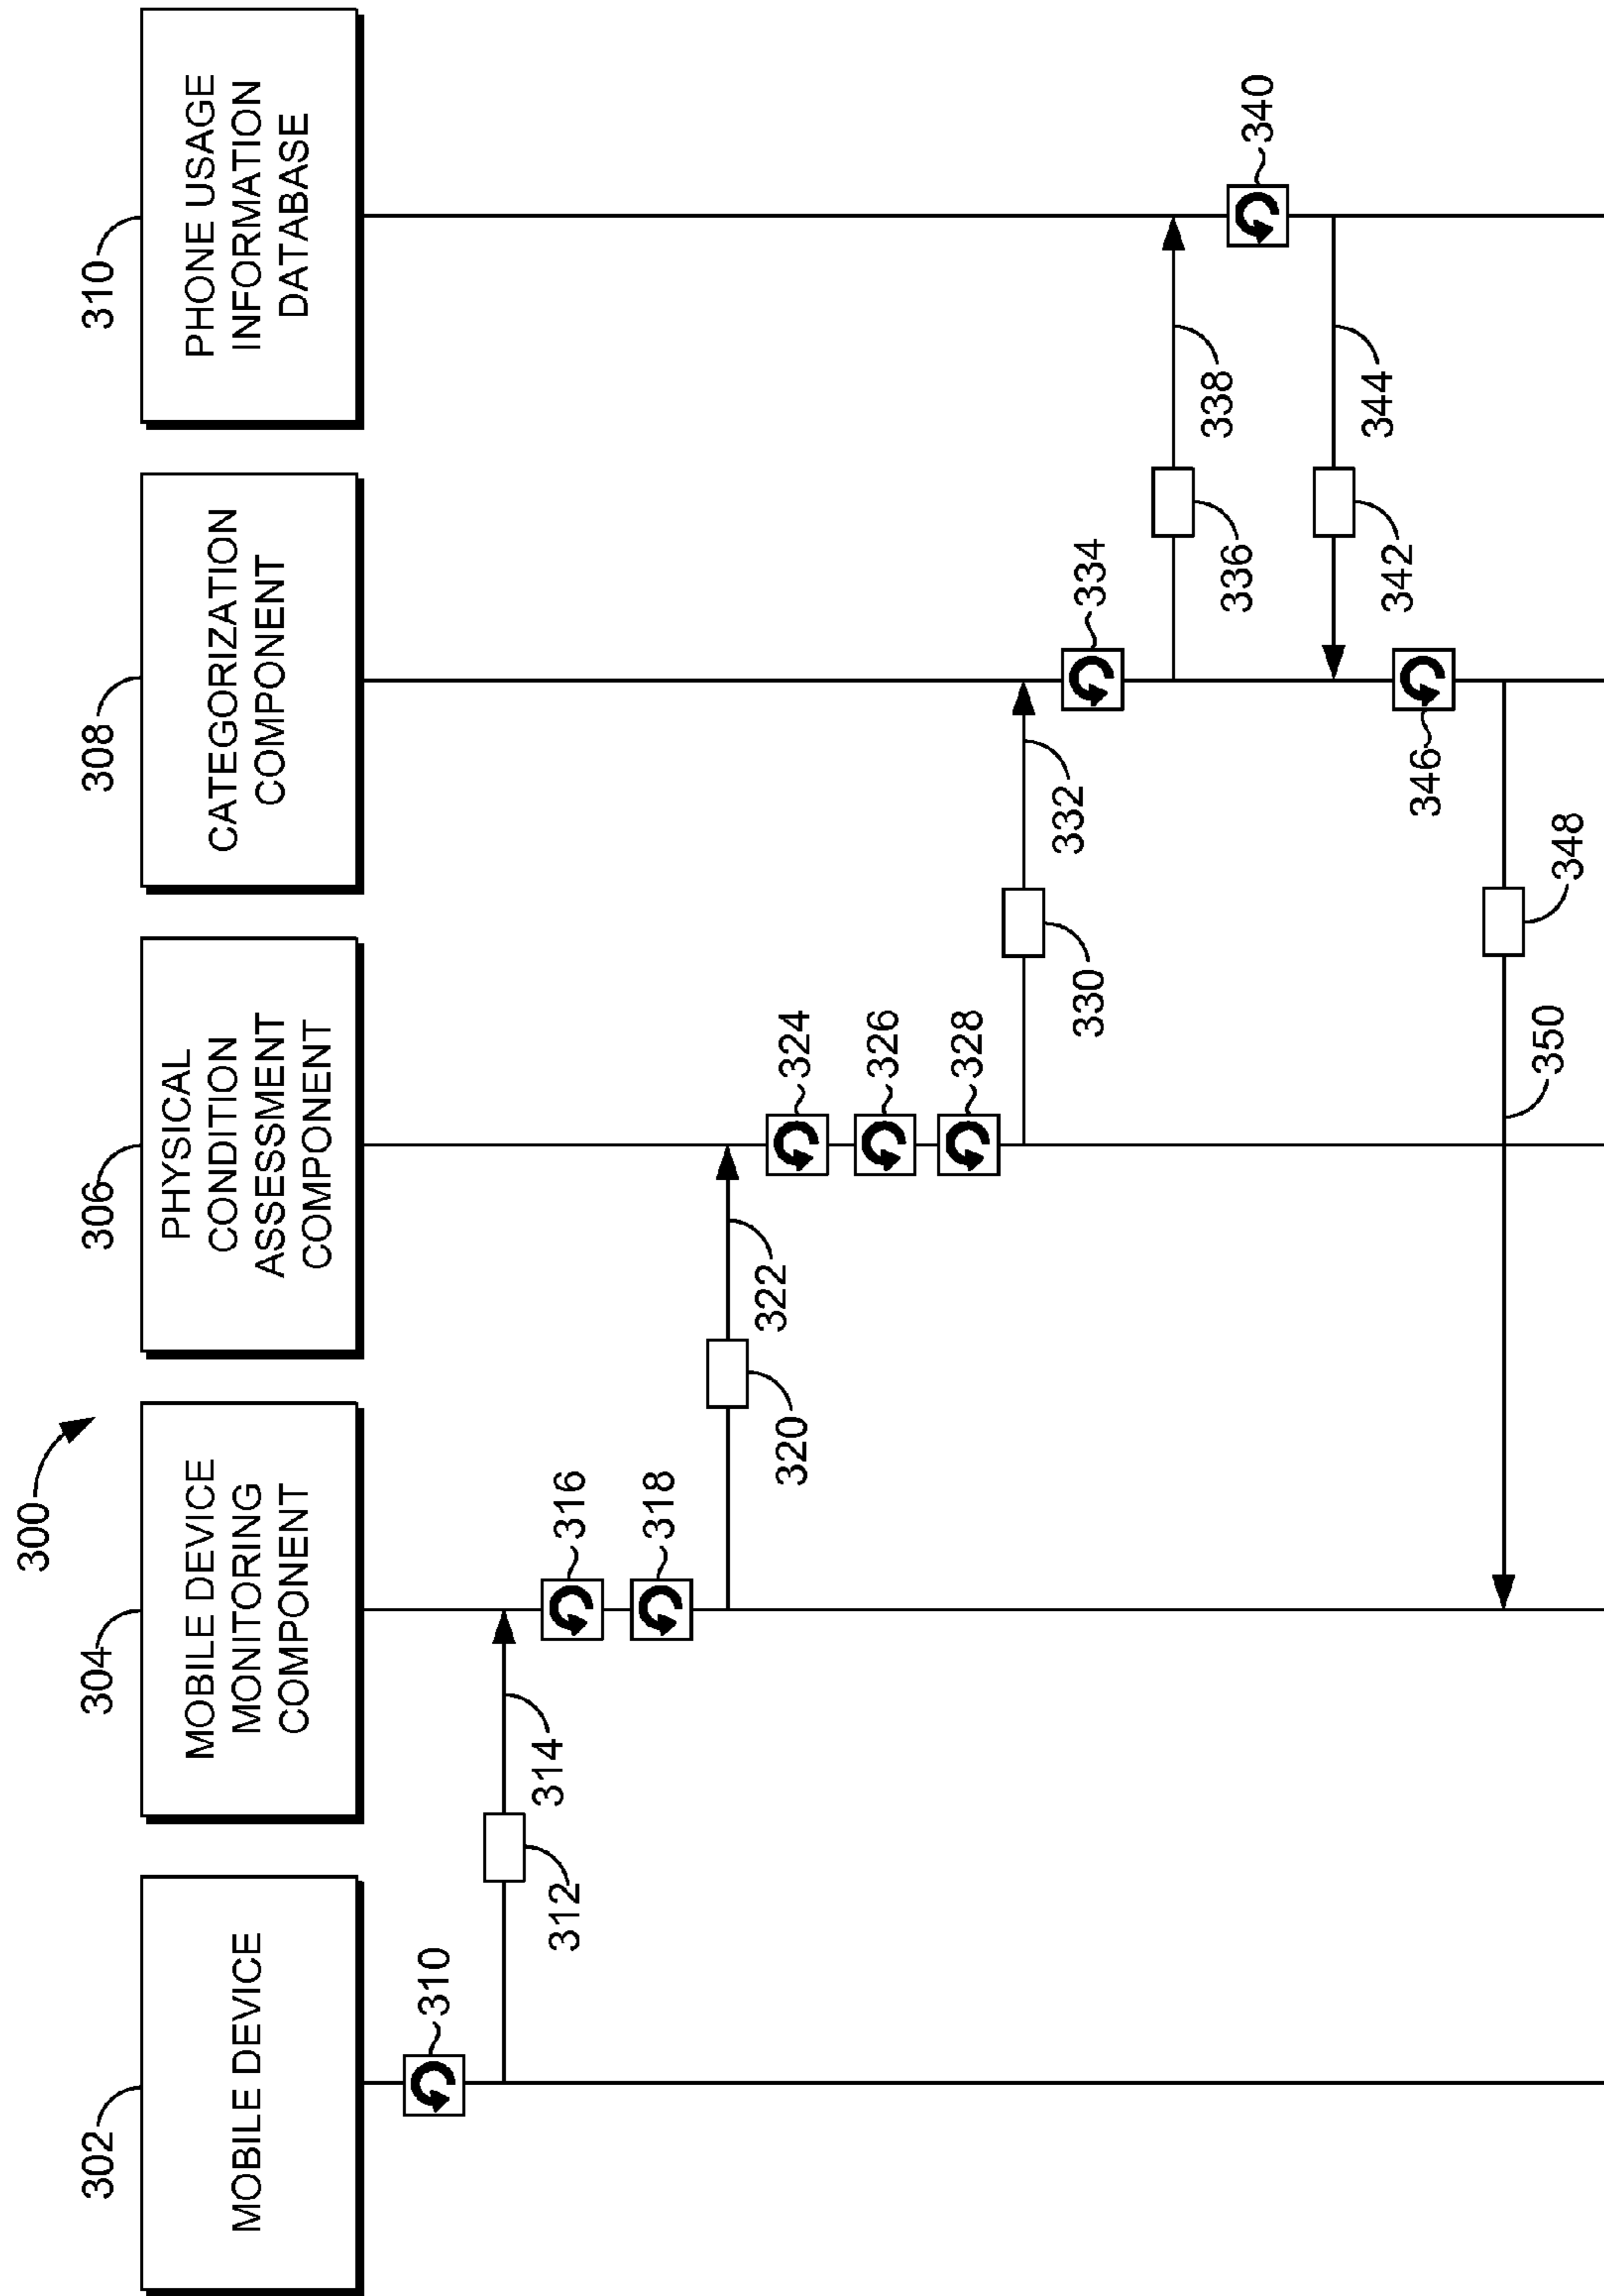 300
302
304
306
308
310
MOBILE DEVICE
MOBILE DEVICE
MONITORING
COMPONENT
PHYSICAL
CONDITION
ASSESSMENT
COMPONENT
CATEGORIZATION
COMPONENT
PHONE USAGE
INFORMATION
DATABASE
310
312
314
316
318
320
322
324
326
328
330
332
334
336
338
340
342
344
346
348
350